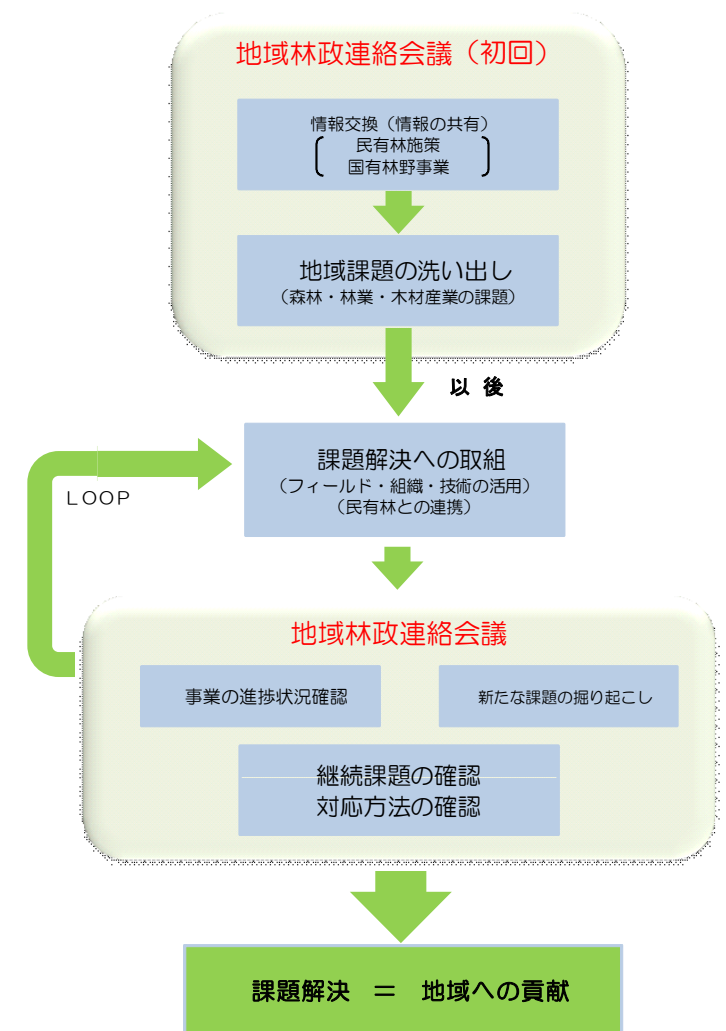 地域林政連絡会議（初回）
情報交換（情報の共有）
民有林施策
国有林野事業
地域課題の洗い出し
（森林・林業・木材産業の課題）
以 後
課題解決への取組
（フィールド・組織・技術の活用）
（民有林との連携）
ＬＯＯＰ
地域林政連絡会議
事業の進捗状況確認
新たな課題の掘り起こし
継続課題の確認
対応方法の確認
課題解決　＝　地域への貢献